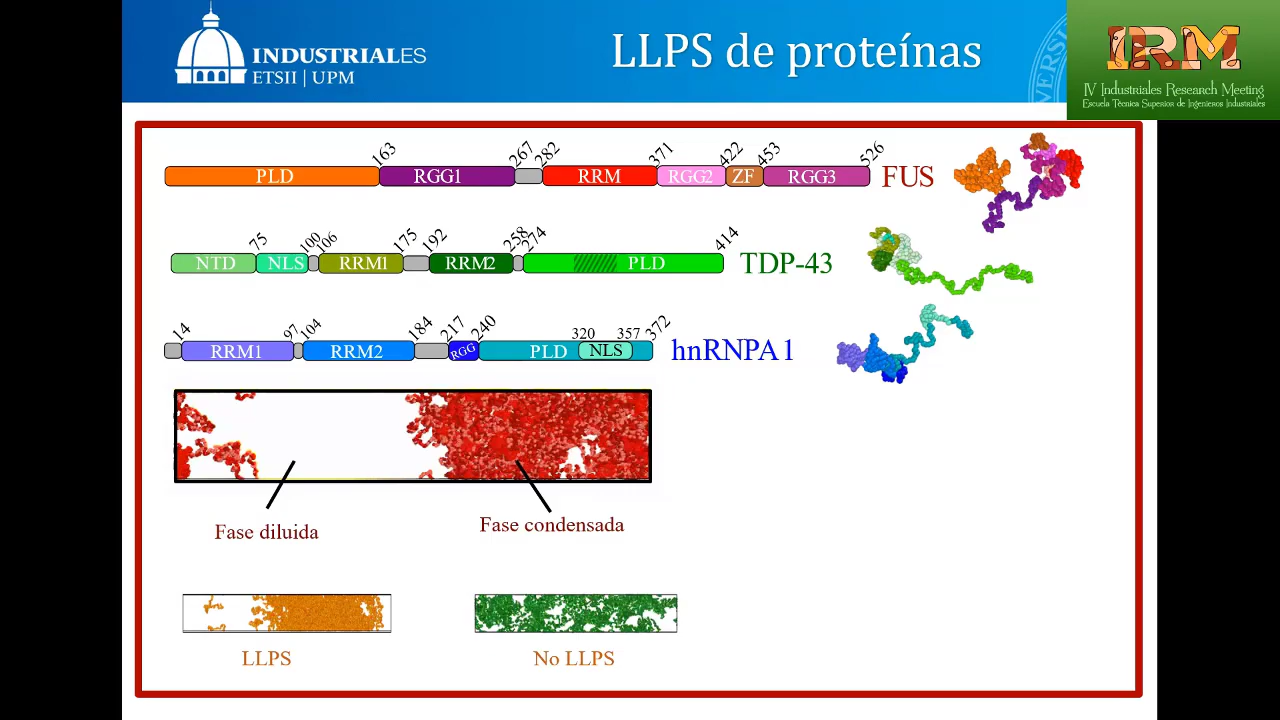 INDUSTRIALES
ETSII | UPM
LLPS de proteínas
IRM
IV Industriales Research Meeting
Escuela Técnica Superior de Ingenieros Industriales
163 267 282 371 422 453 526
PLD RGG1 RRM RGG2 ZF RGG3 FUS
75 100 106 175 192 258 274 414
NTD NLS RRM1 RRM2 PLD TDP-43
14 97 104 184 217 240 320 357 372
RRM1 RRM2 RGG PLD NLS hnRNPA1
Fase diluida
Fase condensada
LLPS
No LLPS